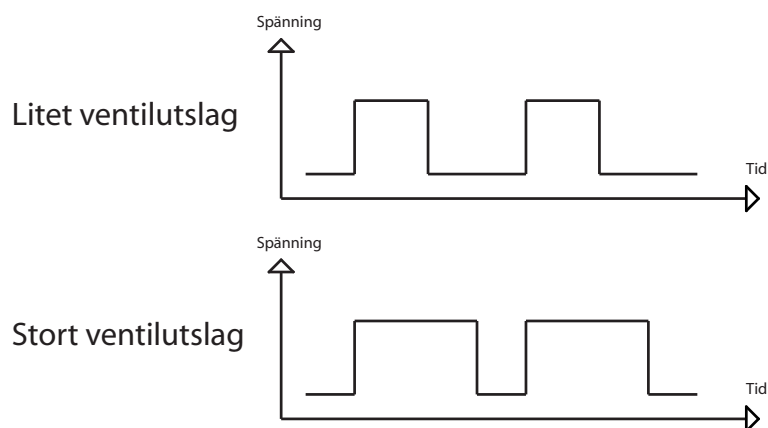 Spänning
Litet ventilutslag
Tid
Spänning
Stort ventilutslag
Tid